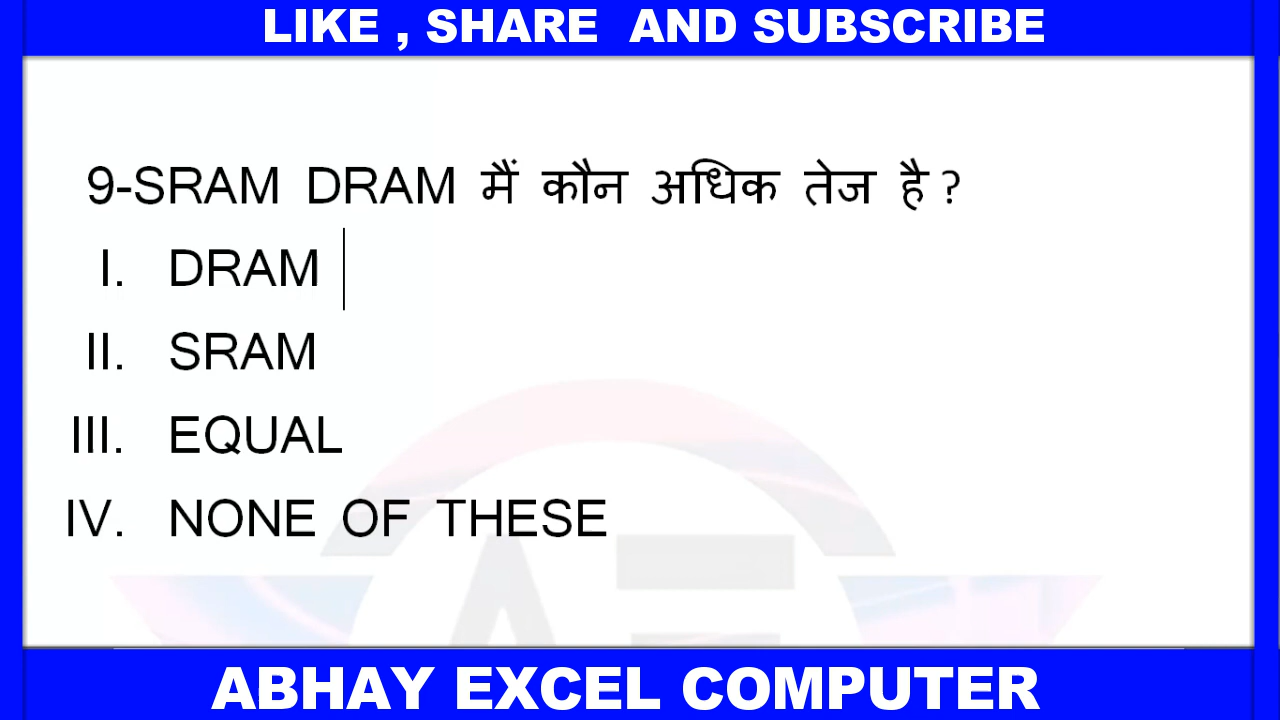 LIKE , SHARE AND SUBSCRIBE
9-SRAM DRAM मैं कौन अधिक तेज है ?
I. DRAM
II. SRAM
III. EQUAL
IV. NONE OF THESE
ABHAY EXCEL COMPUTER